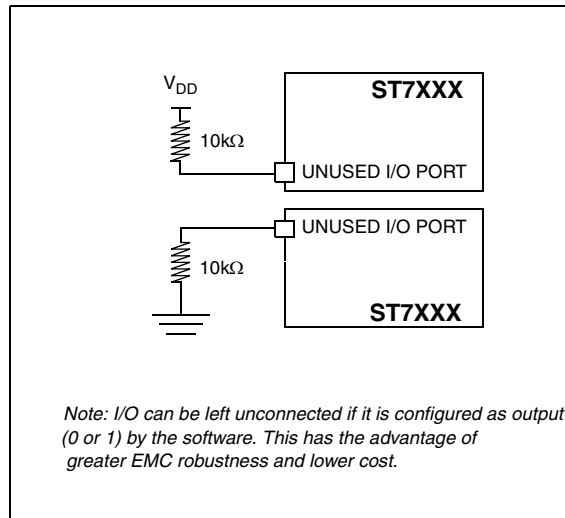 V_DD
ST7XXX
10kΩ
UNUSED I/O PORT
UNUSED I/O PORT
10kΩ
ST7XXX
Note: I/O can be left unconnected if it is configured as output
(0 or 1) by the software. This has the advantage of
greater EMC robustness and lower cost.